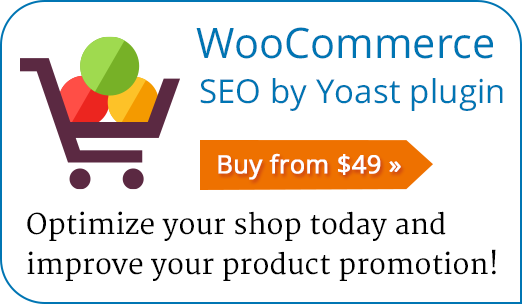 WooCommerce
SEO by Yoast plugin
Buy from $49 »
Optimize your shop today and
improve your product promotion!